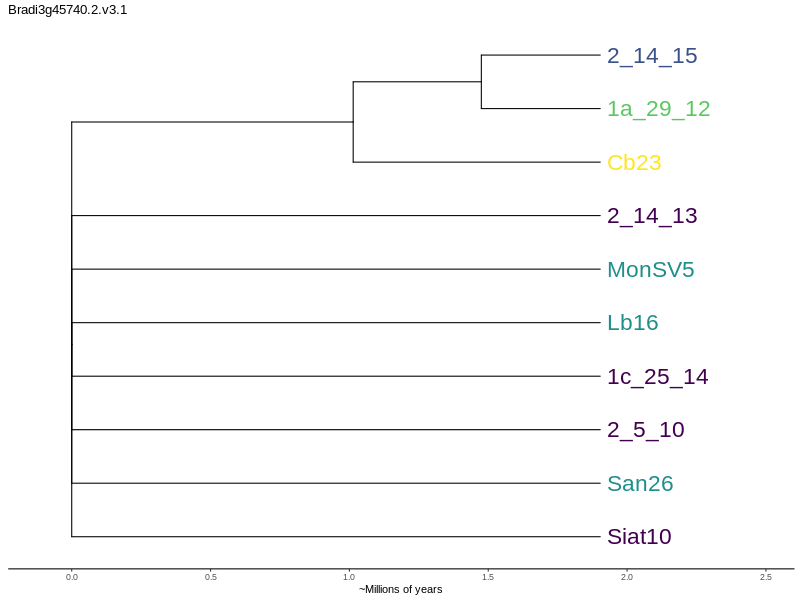 Bradi3g45740.2.v3.1
2_14_15
1a_29_12
Cb23
2_14_13
MonSV5
Lb16
1c_25_14
2_5_10
San26
Siat10
0.0 0.5 1.0 1.5 2.0 2.5
~Millions of years